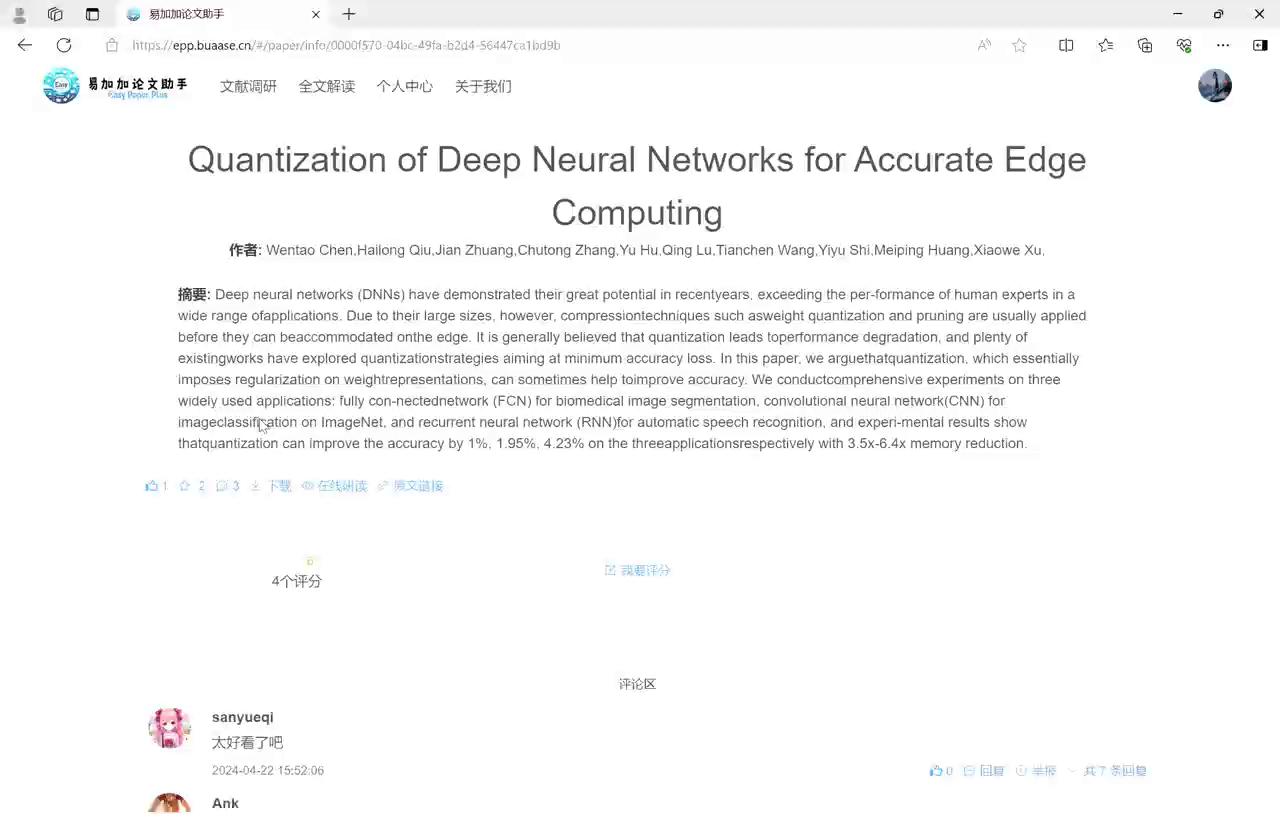 易加加论文助手
https://epp.buaase.cn/#/paper/info/0000f570-04bc-49fa-b2d4-56447ca1bd9b
Easy
易加加论文助手
Easy Paper Plus
文献调研 全文解读 个人中心 关于我们
Quantization of Deep Neural Networks for Accurate Edge
Computing
作者: Wentao Chen,Hailong Qiu,Jian Zhuang,Chutong Zhang,Yu Hu,Qing Lu,Tianchen Wang,Yiyu Shi,Meiping Huang,Xiaowe Xu,
摘要: Deep neural networks (DNNs) have demonstrated their great potential in recentyears, exceeding the per-formance of human experts in a
wide range ofapplications. Due to their large sizes, however, compressiontechniques such asweight quantization and pruning are usually applied
before they can beaccommodated onthe edge. It is generally believed that quantization leads toperformance degradation, and plenty of
existingworks have explored quantizationstrategies aiming at minimum accuracy loss. In this paper, we arguethatquantization, which essentially
imposes regularization on weightrepresentations, can sometimes help toimprove accuracy. We conductcomprehensive experiments on three
widely used applications: fully con-nectednetwork (FCN) for biomedical image segmentation, convolutional neural network(CNN) for
imageclassification on ImageNet, and recurrent neural network (RNN)for automatic speech recognition, and experi-mental results show
thatquantization can improve the accuracy by 1%, 1.95%, 4.23% on the threeapplicationsrespectively with 3.5x-6.4x memory reduction.
1 2 3 下载 在线研读 原文链接
4个评分
我要评分
评论区
sanyueqi
太好看了吧
2024-04-22 15:52:06
0 回复 举报 共 7 条回复
Ank